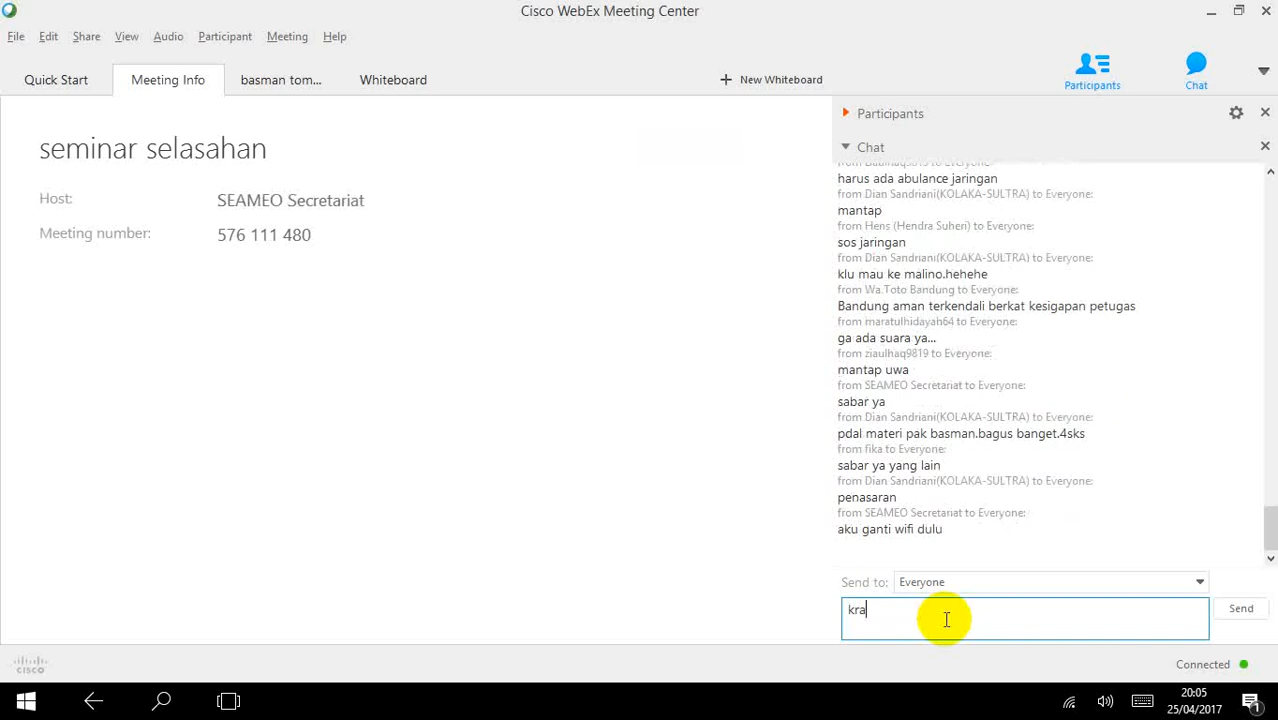 Cisco WebEx Meeting Center
File Edit Share View Audio Participant Meeting Help
Quick Start Meeting Info basman tom... Whiteboard + New Whiteboard Participants Chat
Participants
seminar selasahan
Host: SEAMEO Secretariat
Meeting number: 576 111 480
Chat
harus ada abulance jaringan
from Dian Sandriani(KOLAKA-SULTRA) to Everyone:
mantap
from Hens (Hendra Suheri) to Everyone:
sos jaringan
from Dian Sandriani(KOLAKA-SULTRA) to Everyone:
klu mau ke malino.hehehe
from Wa.Toto Bandung to Everyone:
Bandung aman terkendali berkat kesigapan petugas
from maratulhidayah64 to Everyone:
ga ada suara ya...
from ziaulhaq9819 to Everyone:
mantap uwa
from SEAMEO Secretariat to Everyone:
sabar ya
from Dian Sandriani(KOLAKA-SULTRA) to Everyone:
pdal materi pak basman.bagus banget.4sks
from fika to Everyone:
sabar ya yang lain
from Dian Sandriani(KOLAKA-SULTRA) to Everyone:
penasaran
from SEAMEO Secretariat to Everyone:
aku ganti wifi dulu
Send to: Everyone
kra
Send
cisco
Connected
20:05
25/04/2017
1